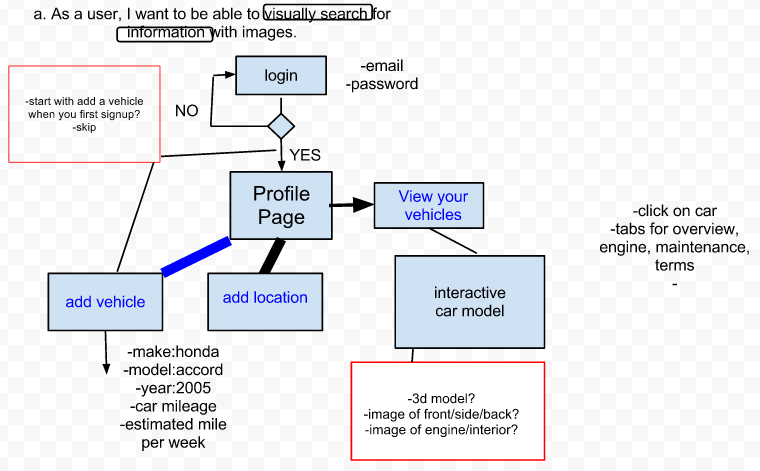 a. As a user, I want to be able to visually search for
information with images.
login
-email
-password
-start with add a vehicle
when you first signup?
-skip
NO
YES
Profile
Page
View your
vehicles
-click on car
-tabs for overview,
engine, maintenance,
terms
-
add vehicle
add location
interactive
car model
-make:honda
-model:accord
-year:2005
-car mileage
-estimated mile
per week
-3d model?
-image of front/side/back?
-image of engine/interior?